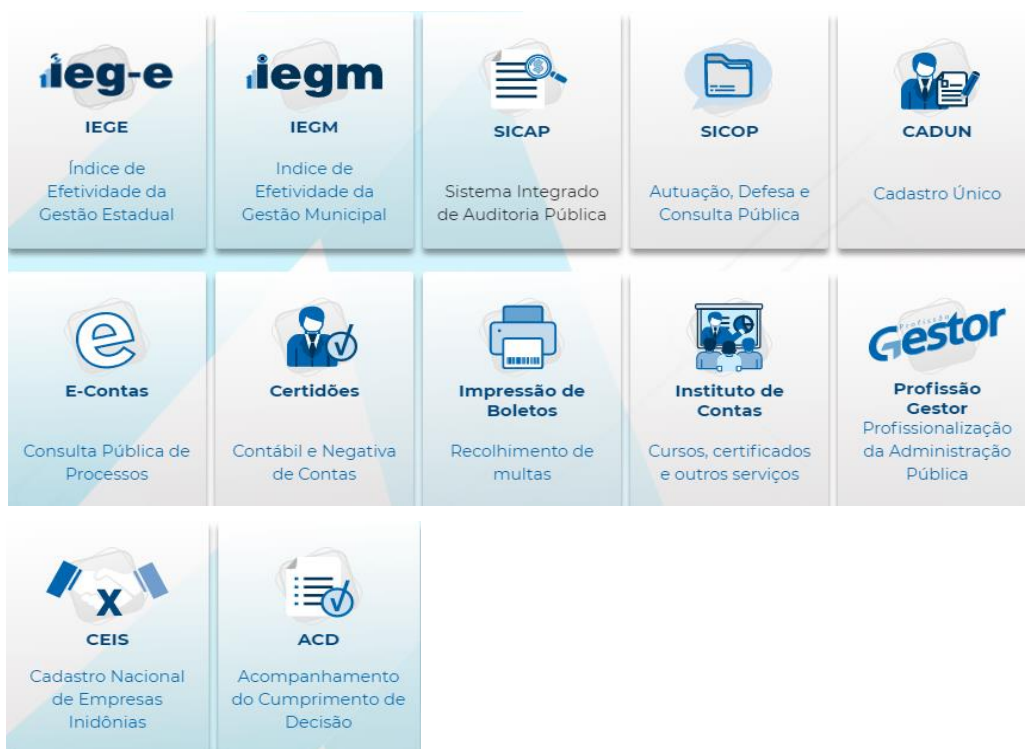 ieg-e
IEGE
Índice de
Efetividade da
Gestão Estadual
iegm
IEGM
Indice de
Efetividade da
Gestão Municipal
SICAP
Sistema Integrado
de Auditoria Pública
SICOP
Autuação, Defesa e
Consulta Pública
CADUN
Cadastro Único
e
E-Contas
Consulta Pública de
Processos
Certidões
Contábil e Negativa
de Contas
Impressão de
Boletos
Recolhimento de
multas
Instituto de
Contas
Cursos, certificados
e outros serviços
Profissão
Gestor
Profissão
Gestor
Profissionalização
da Administração
Pública
X
CEIS
Cadastro Nacional
de Empresas
Inidônias
ACD
Acompanhamento
do Cumprimento de
Decisão